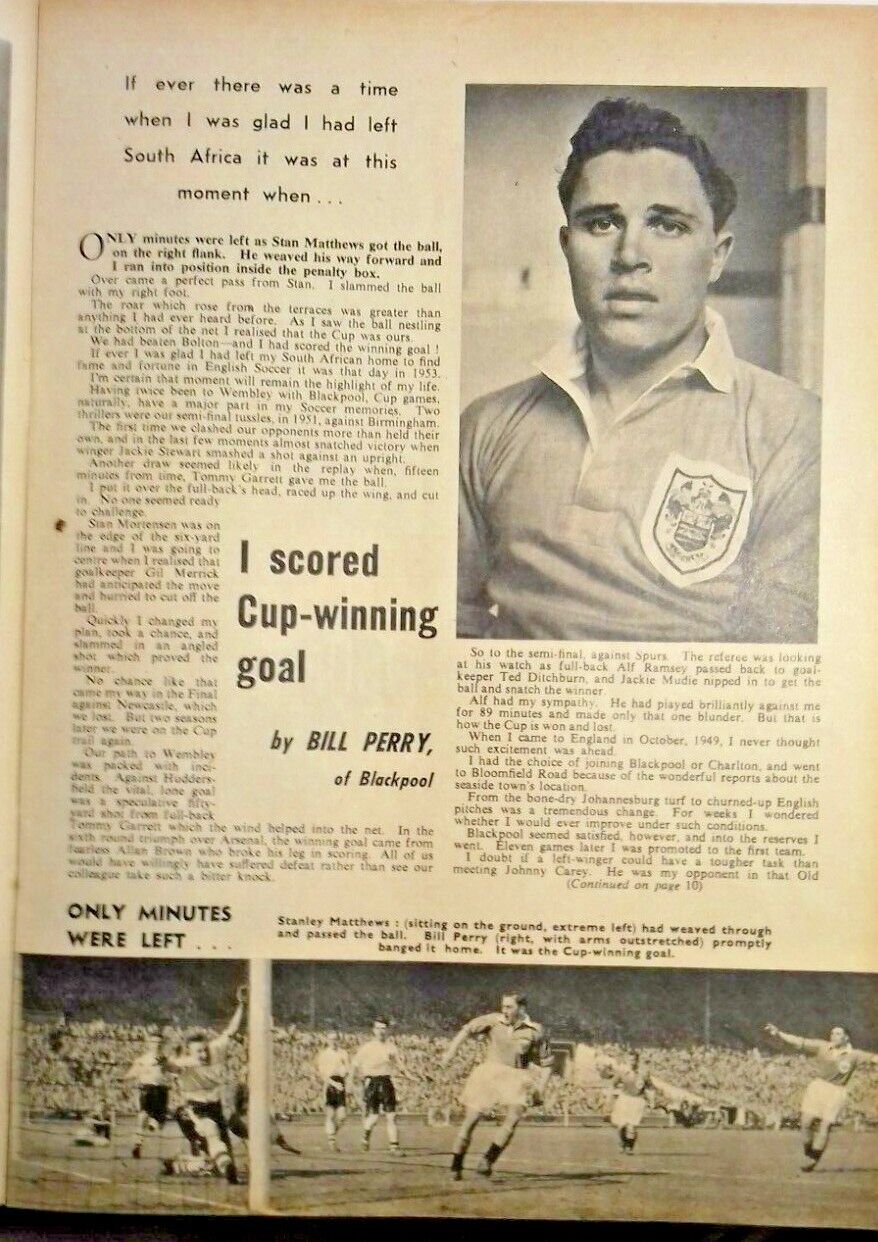 If ever there was a time
when I was glad I had left
South Africa it was at this
moment when . . .
ONLY minutes were left as Stan Matthews got the ball,
on the right flank. He weaved his way forward and
I ran into position inside the penalty box.
Over came a perfect pass from Stan. I slammed the ball
with my right foot.
The roar which rose from the terraces was greater than
anything I had ever heard before. As I saw the ball nestling
at the bottom of the net I realised that the Cup was ours.
We had beaten Bolton—and I had scored the winning goal !
If ever I was glad I had left my South African home to find
fame and fortune in English Soccer it was that day in 1953.
I'm certain that moment will remain the highlight of my life.
Having twice been to Wembley with Blackpool, Cup games,
naturally, have a major part in my Soccer memories. Two
thrillers were our semi-final tussles, in 1951, against Birmingham.
The first time we clashed our opponents more than held their
own, and in the last few moments almost snatched victory when
winger Jackie Stewart smashed a shot against an upright.
Another draw seemed likely in the replay when, fifteen
minutes from time, Tommy Garrett gave me the ball.
I put it over the full-back's head, raced up the wing, and cut
in. No one seemed ready
to challenge.
Stan Mortensen was on
the edge of the six-yard
line and I was going to
centre when I realised that
goalkeeper Gil Merrick
had anticipated the move
and hurried to cut off the
ball.
Quickly I changed my
plan, took a chance, and
slammed in an angled
shot which proved the
winner.
No chance like that
came my way in the Final
against Newcastle, which
we lost. But two seasons
later we were on the Cup
trail again.
Our path to Wembley
was packed with inci-
dents. Against Hudders-
field the vital, lone goal
was a speculative fifty-
yard shot from full-back
Tommy Garrett which the wind helped into the net. In the
sixth round triumph over Arsenal, the winning goal came from
fearless Allan Brown who broke his leg in scoring. All of us
would have willingly have suffered defeat rather than see our
colleague take such a bitter knock.
I scored
Cup-winning
goal
by BILL PERRY,
of Blackpool
So to the semi-final, against Spurs. The referee was looking
at his watch as full-back Alf Ramsey passed back to goal-
keeper Ted Ditchburn, and Jackie Mudie nipped in to get the
ball and snatch the winner.
Alf had my sympathy. He had played brilliantly against me
for 89 minutes and made only that one blunder. But that is
how the Cup is won and lost.
When I came to England in October, 1949, I never thought
such excitement was ahead.
I had the choice of joining Blackpool or Charlton, and went
to Bloomfield Road because of the wonderful reports about the
seaside town's location.
From the bone-dry Johannesburg turf to churned-up English
pitches was a tremendous change. For weeks I wondered
whether I would ever improve under such conditions.
Blackpool seemed satisfied, however, and into the reserves I
went. Eleven games later I was promoted to the first team.
I doubt if a left-winger could have a tougher task than
meeting Johnny Carey. He was my opponent in that Old
(Continued on page 10)
ONLY MINUTES
WERE LEFT . . .
Stanley Matthews : (sitting on the ground, extreme left) had weaved through
and passed the ball. Bill Perry (right, with arms outstretched) promptly
banged it home. It was the Cup-winning goal.